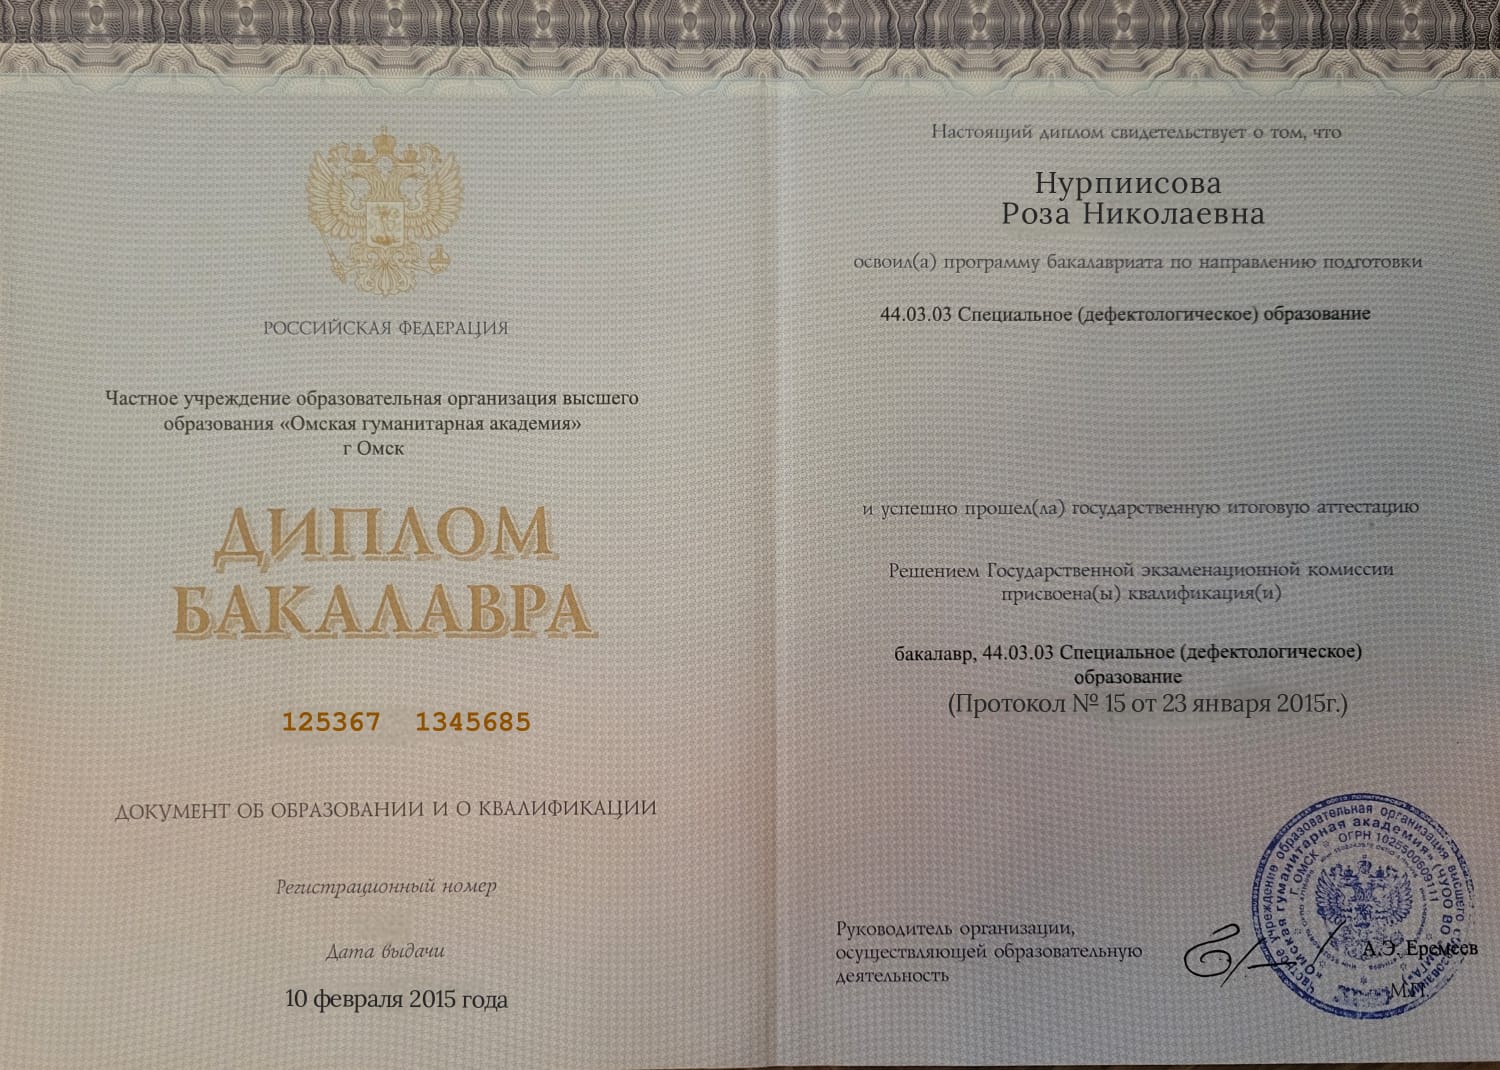 РОССИЙСКАЯ ФЕДЕРАЦИЯ
Частное учреждение образовательная организация высшего
образования «Омская гуманитарная академия»
г Омск
ДИПЛОМ
БАКАЛАВРА
125367 1345685
ДОКУМЕНТ ОБ ОБРАЗОВАНИИ И О КВАЛИФИКАЦИИ
Регистрационный номер
Дата выдачи
10 февраля 2015 года
Настоящий диплом свидетельствует о том, что
Нурпиисова
Роза Николаевна
освоил(а) программу бакалавриата по направлению подготовки
44.03.03 Специальное (дефектологическое) образование
и успешно прошел(ла) государственную итоговую аттестацию
Решением Государственной экзаменационной комиссии
присвоена(ы) квалификация(и)
бакалавр, 44.03.03 Специальное (дефектологическое)
образование
(Протокол № 15 от 23 января 2015г.)
Руководитель организации,
осуществляющей образовательную
деятельность
А.Э. Еремеев
М.П.
Частное учреждение образовательная организация высшего образования
«Омская гуманитарная академия» (ЧУОО ВО
Г. ОМСК ОГРН 1025500609111